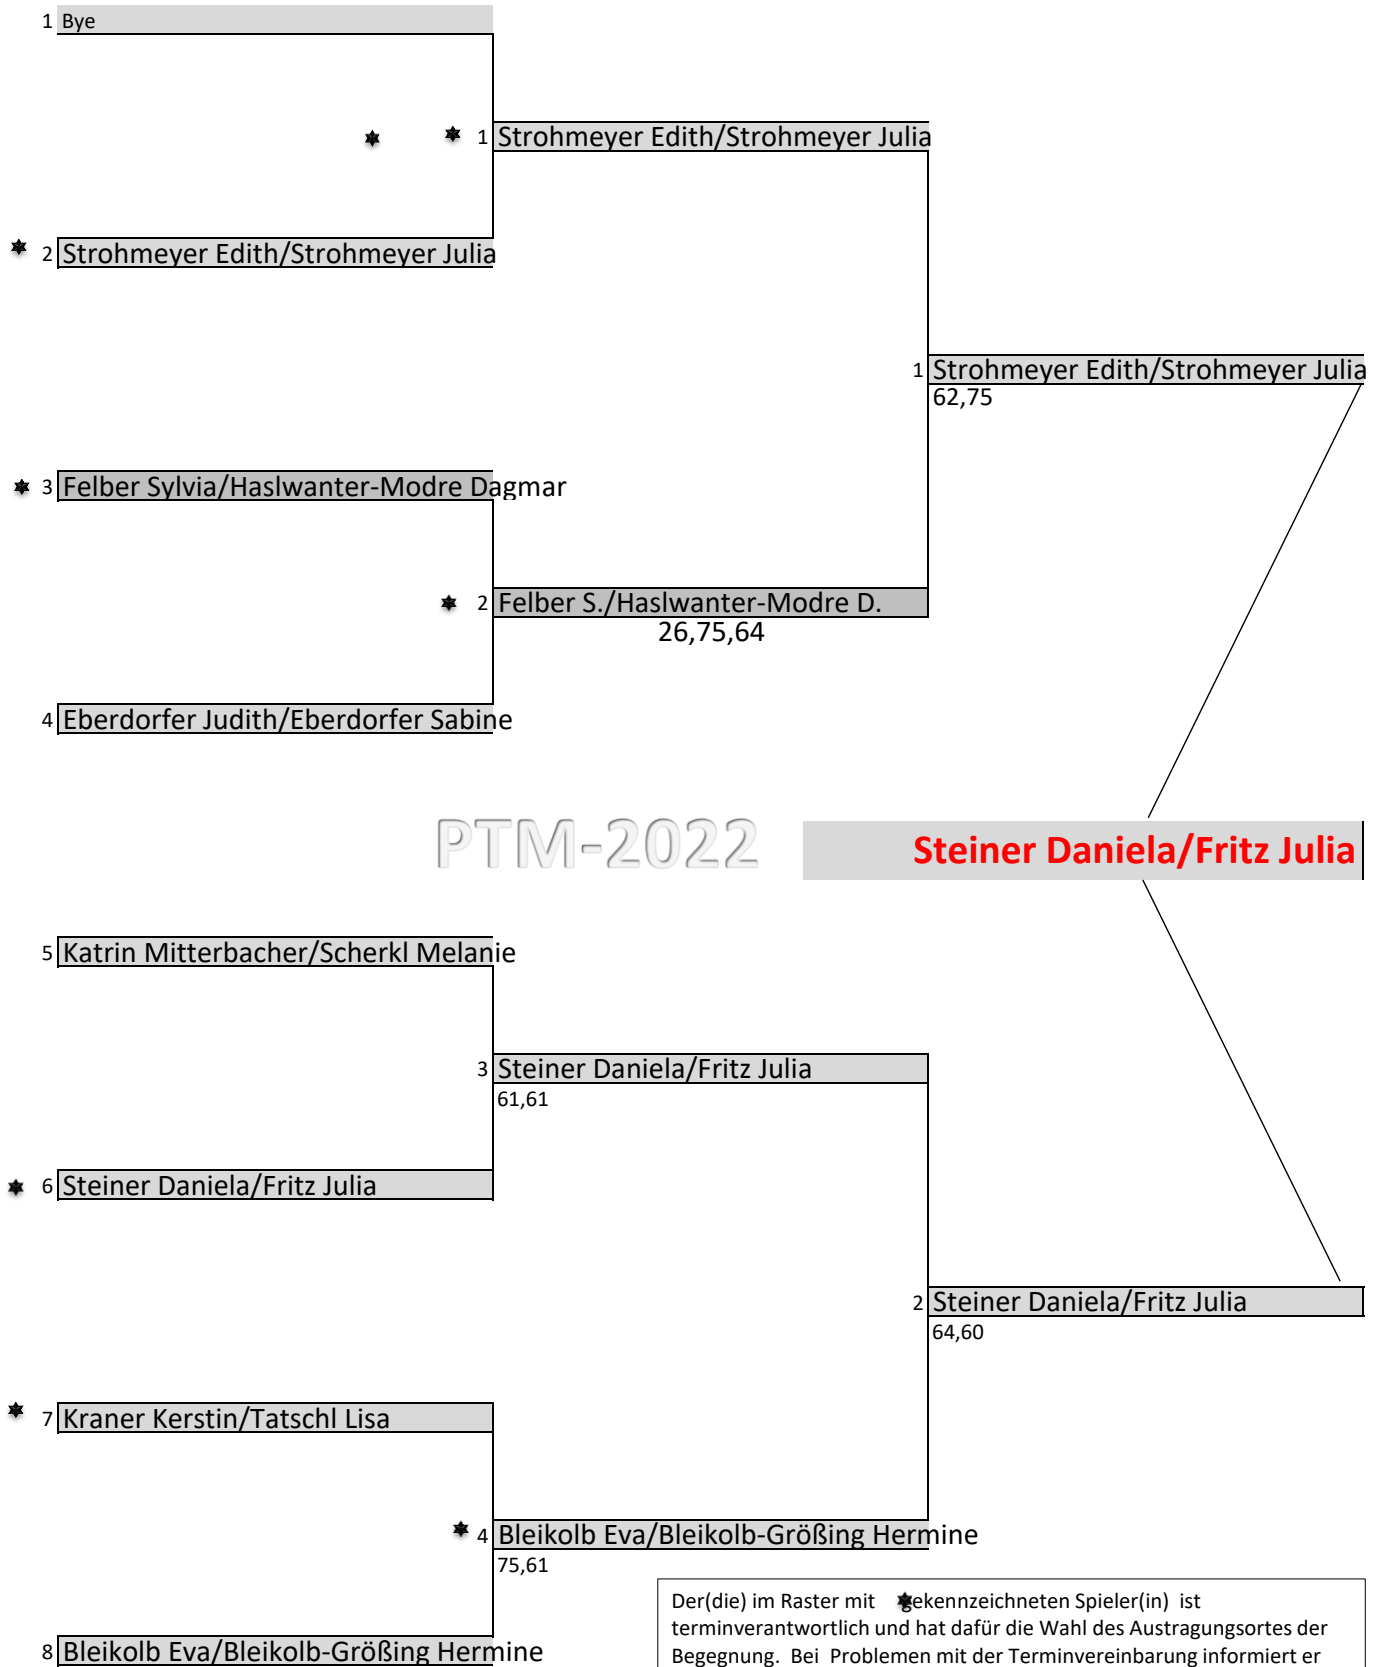 1 Bye
1 Strohmeyer Edith/Strohmeyer Julia
2 Strohmeyer Edith/Strohmeyer Julia
1 Strohmeyer Edith/Strohmeyer Julia
62,75
3 Felber Sylvia/Haslwanter-Modre Dagmar
2 Felber S./Haslwanter-Modre D.
26,75,64
4 Eberdorfer Judith/Eberdorfer Sabine
PTM-2022
Steiner Daniela/Fritz Julia
5 Katrin Mitterbacher/Scherkl Melanie
3 Steiner Daniela/Fritz Julia
61,61
6 Steiner Daniela/Fritz Julia
2 Steiner Daniela/Fritz Julia
64,60
7 Kraner Kerstin/Tatschl Lisa
4 Bleikolb Eva/Bleikolb-Größing Hermine
75,61
8 Bleikolb Eva/Bleikolb-Größing Hermine
Der(die) im Raster mit gekennzeichneten Spieler(in) ist
terminverantwortlich und hat dafür die Wahl des Austragungsortes der
Begegnung. Bei Problemen mit der Terminvereinbarung informiert er